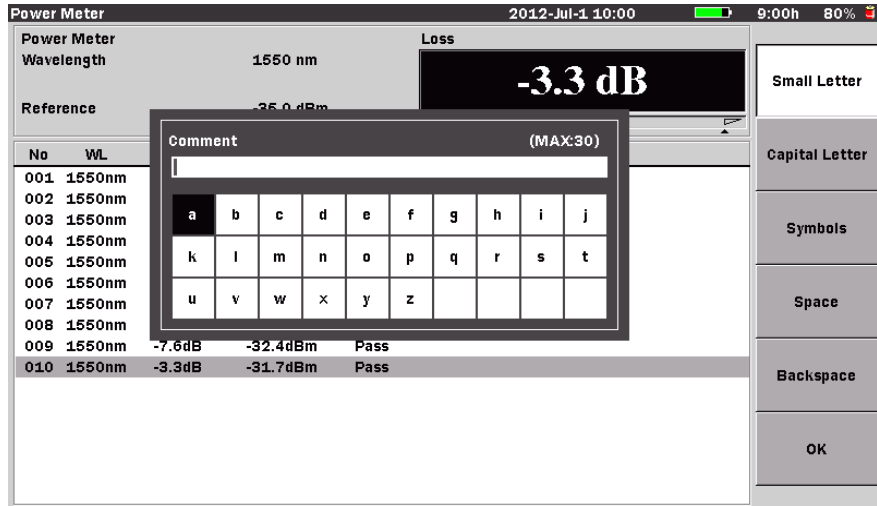 Power Meter 2012-Jul-1 10:00 9:00h 80%
Power Meter
Wavelength 1550 nm
Reference
Loss
-3.3 dB
Comment (MAX:30)
a b c d e f g h i j
k l m n o p q r s t
u v w x y z
No WL
001 1550nm
002 1550nm
003 1550nm
004 1550nm
005 1550nm
006 1550nm
007 1550nm
008 1550nm
009 1550nm -7.6dB -32.4dBm Pass
010 1550nm -3.3dB -31.7dBm Pass
Small Letter
Capital Letter
Symbols
Space
Backspace
OK